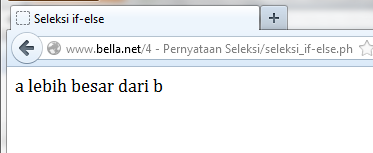 Seleksi if-else
www.bella.net/4 - Pernyataan Seleksi/seleksi_if-else.ph
a lebih besar dari b